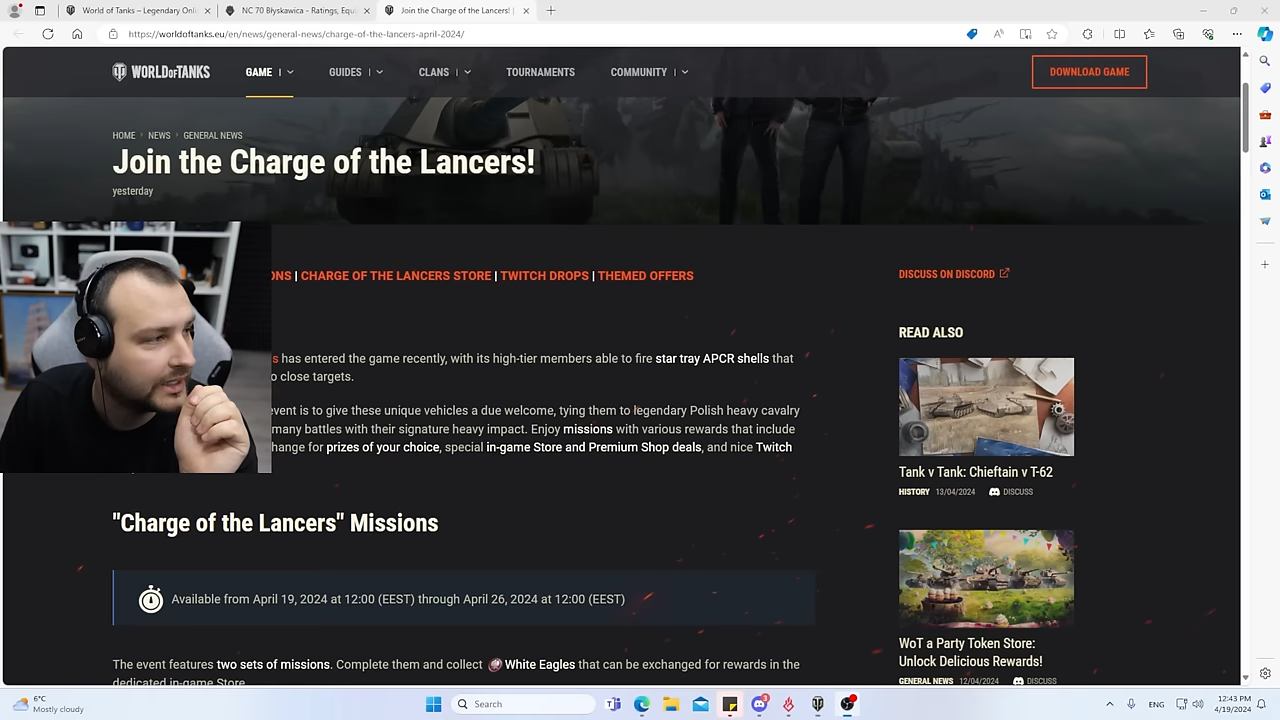 World of Tanks – Legendary Onl
NC 70 Błyskawica – Ratings, Equi
Join the Charge of the Lancers! |
https://worldoftanks.eu/en/news/general-news/charge-of-the-lancers-april-2024/
WORLD OF TANKS
GAME
GUIDES
CLANS
TOURNAMENTS
COMMUNITY
DOWNLOAD GAME
HOME
NEWS
GENERAL NEWS
Join the Charge of the Lancers!
yesterday
ONS | CHARGE OF THE LANCERS STORE | TWITCH DROPS | THEMED OFFERS
DISCUSS ON DISCORD
READ ALSO
s has entered the game recently, with its high-tier members able to fire star tray APCR shells that
o close targets.
event is to give these unique vehicles a due welcome, tying them to legendary Polish heavy cavalry
many battles with their signature heavy impact. Enjoy missions with various rewards that include
hange for prizes of your choice, special in-game Store and Premium Shop deals, and nice Twitch
Tank v Tank: Chieftain v T-62
HISTORY 13/04/2024 DISCUSS
"Charge of the Lancers" Missions
Available from April 19, 2024 at 12:00 (EEST) through April 26, 2024 at 12:00 (EEST)
WoT a Party Token Store:
Unlock Delicious Rewards!
GENERAL NEWS 12/04/2024 DISCUSS
The event features two sets of missions. Complete them and collect White Eagles that can be exchanged for rewards in the
dedicated in-game Store.
6°C
Mostly cloudy
Search
ENG
12:43 PM
4/19/2024